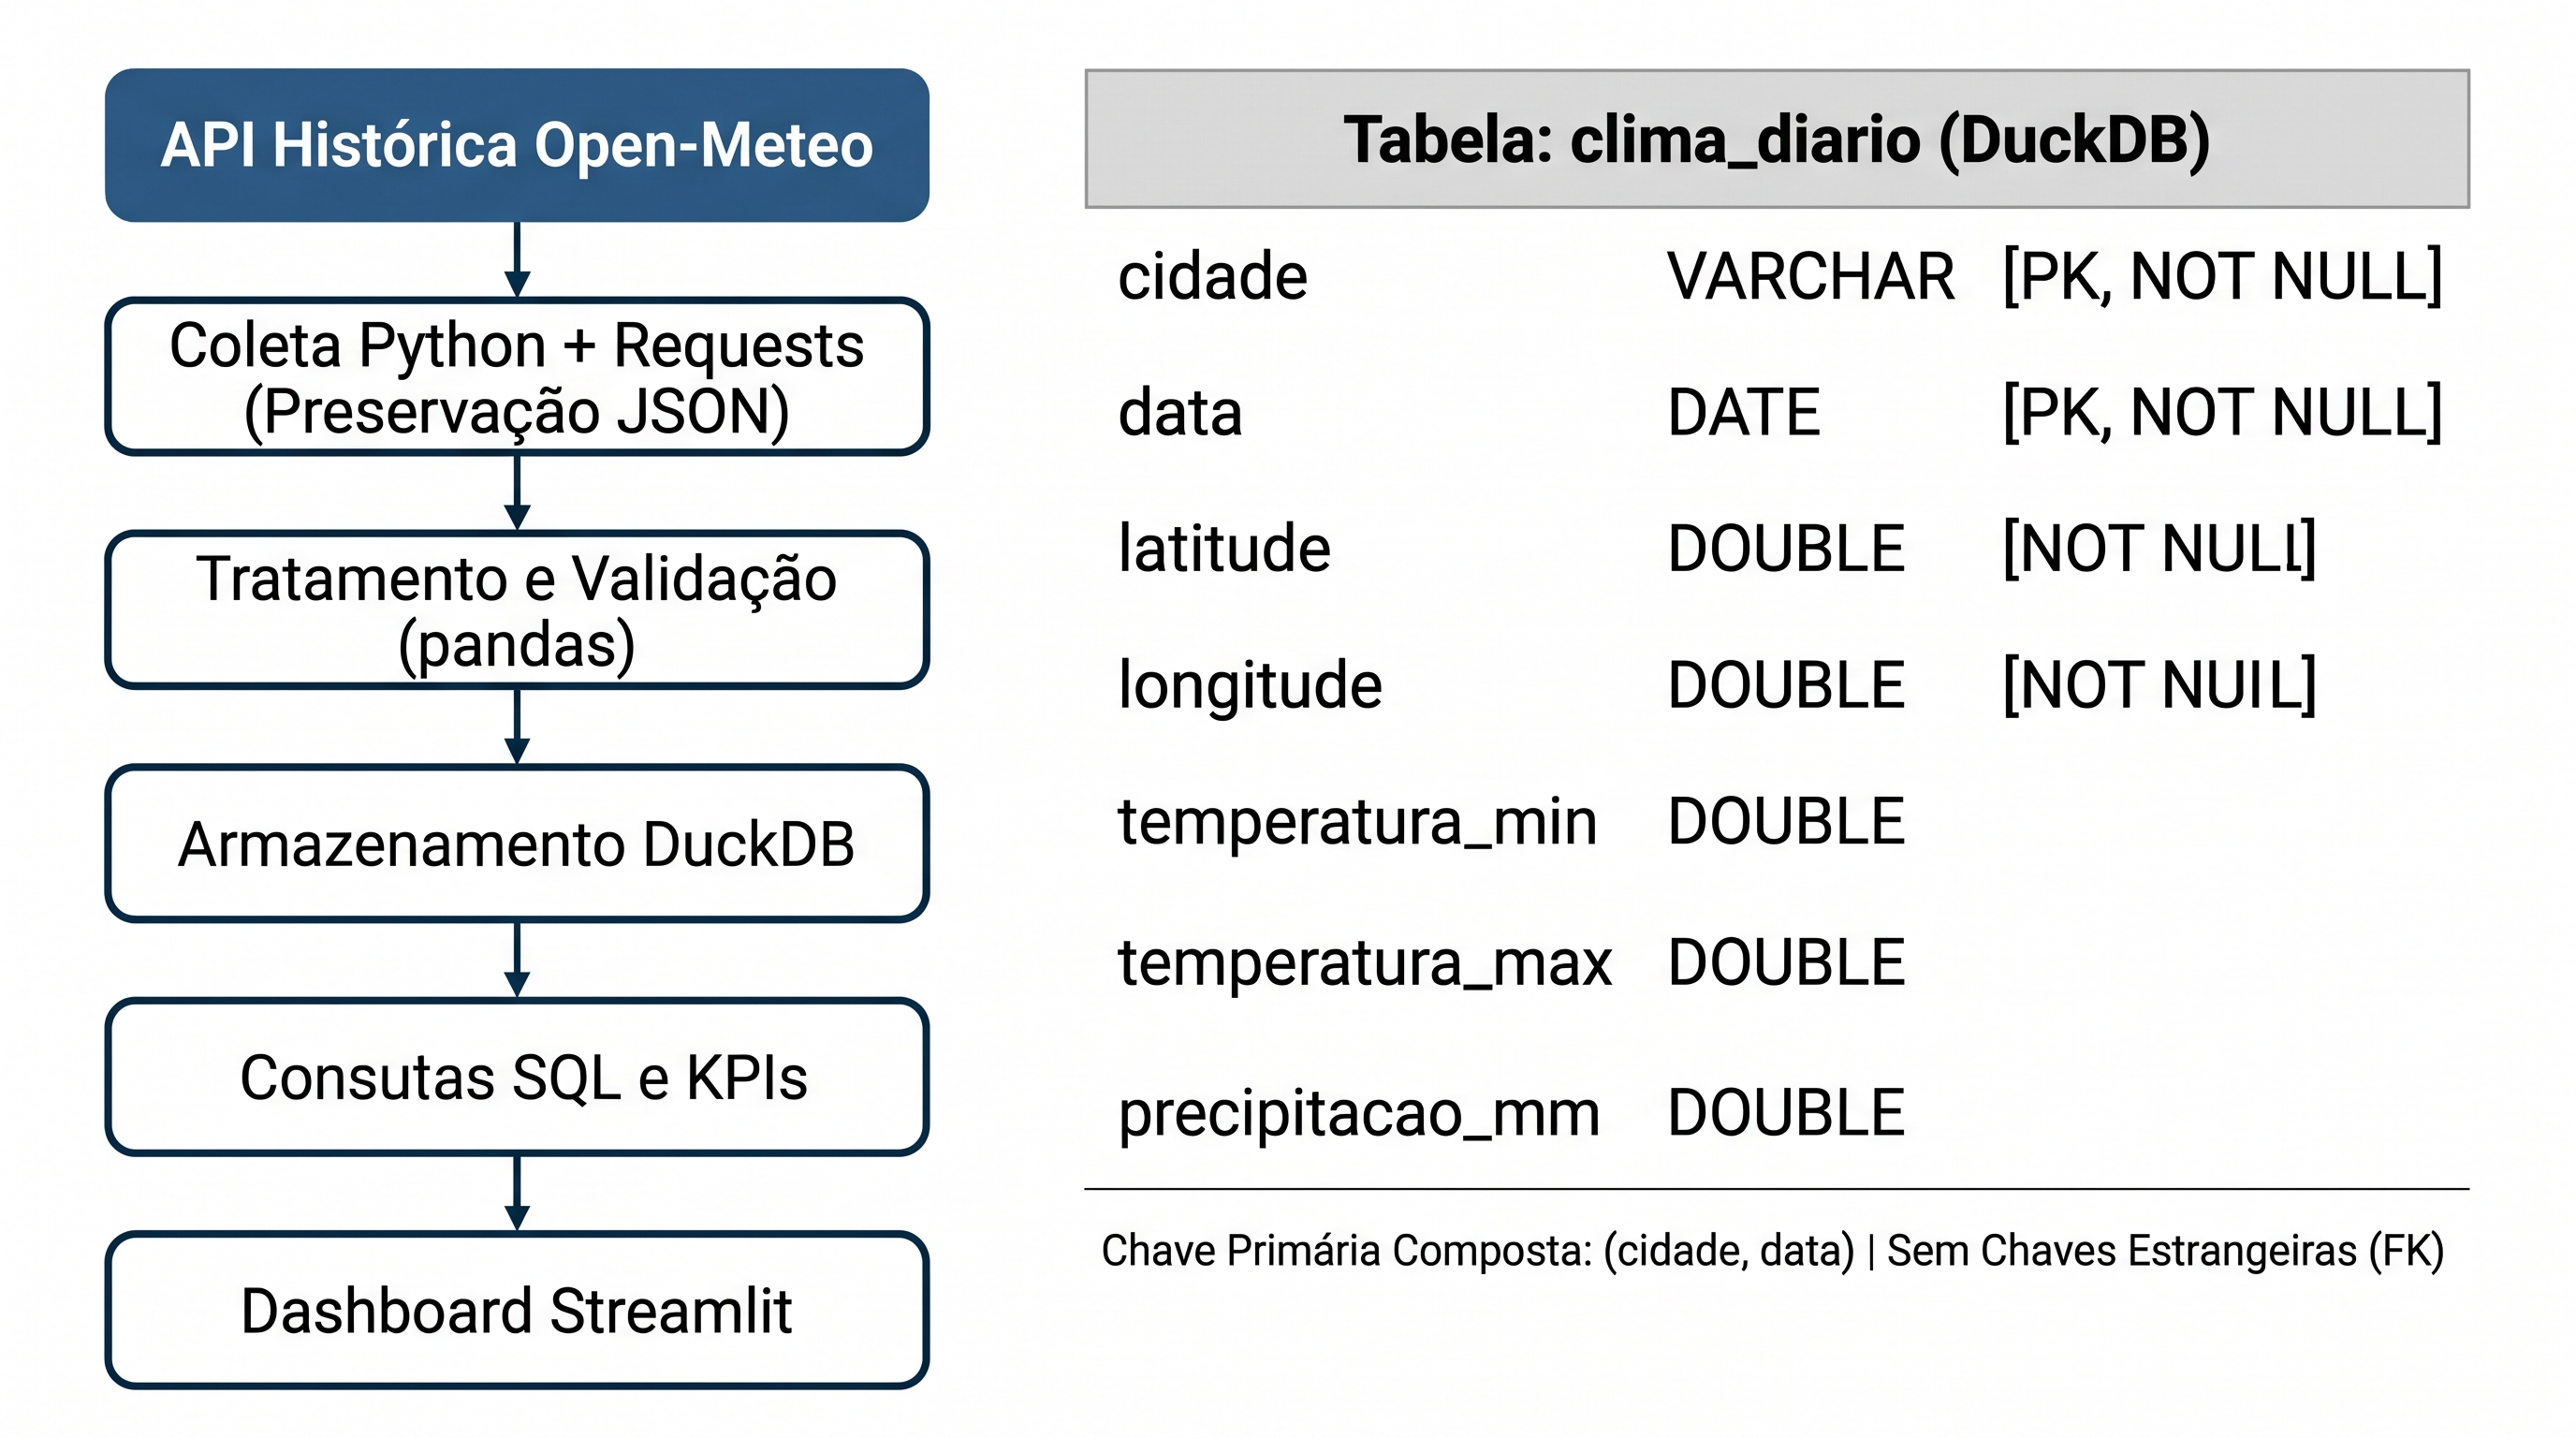 API Histórica Open-Meteo
Coleta Python + Requests
(Preservação JSON)
Tratamento e Validação
(pandas)
Armazenamento DuckDB
Consutas SQL e KPIs
Dashboard Streamlit
Tabela: clima_diario (DuckDB)
cidade VARCHAR [PK, NOT NULL]
data DATE [PK, NOT NULL]
latitude DOUBLE [NOT NULL]
longitude DOUBLE [NOT NUIL]
temperatura_min DOUBLE
temperatura_max DOUBLE
precipitacao_mm DOUBLE
Chave Primária Composta: (cidade, data) | Sem Chaves Estrangeiras (FK)